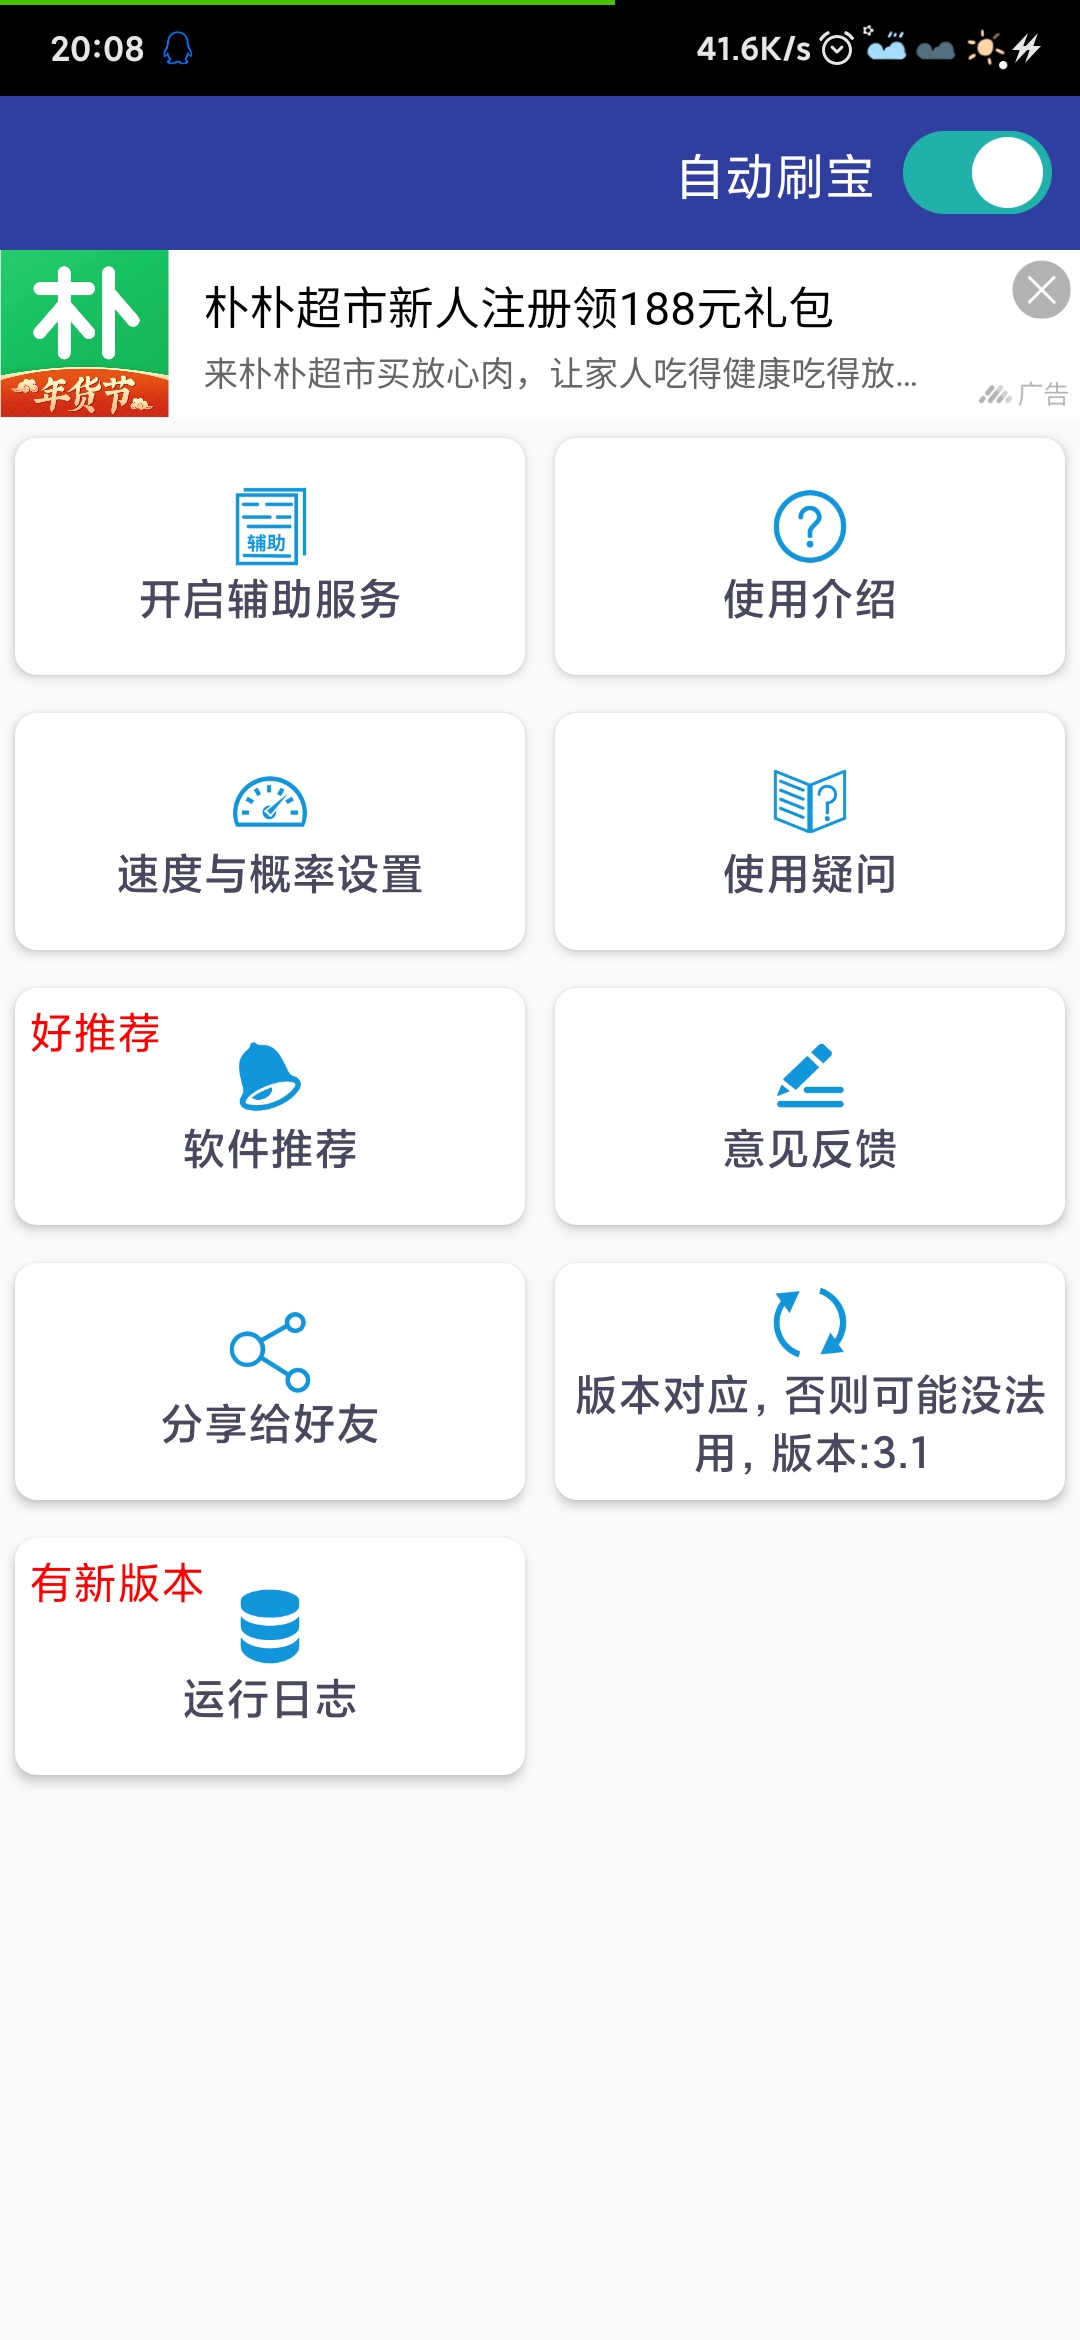 20:08
41.6K/s
自动刷宝
朴
年货节
朴朴超市新人注册领188元礼包
来朴朴超市买放心肉，让家人吃得健康吃得放...
广告
辅助
开启辅助服务
使用介绍
速度与概率设置
使用疑问
好推荐
软件推荐
意见反馈
分享给好友
版本对应，否则可能没法
用，版本:3.1
有新版本
运行日志